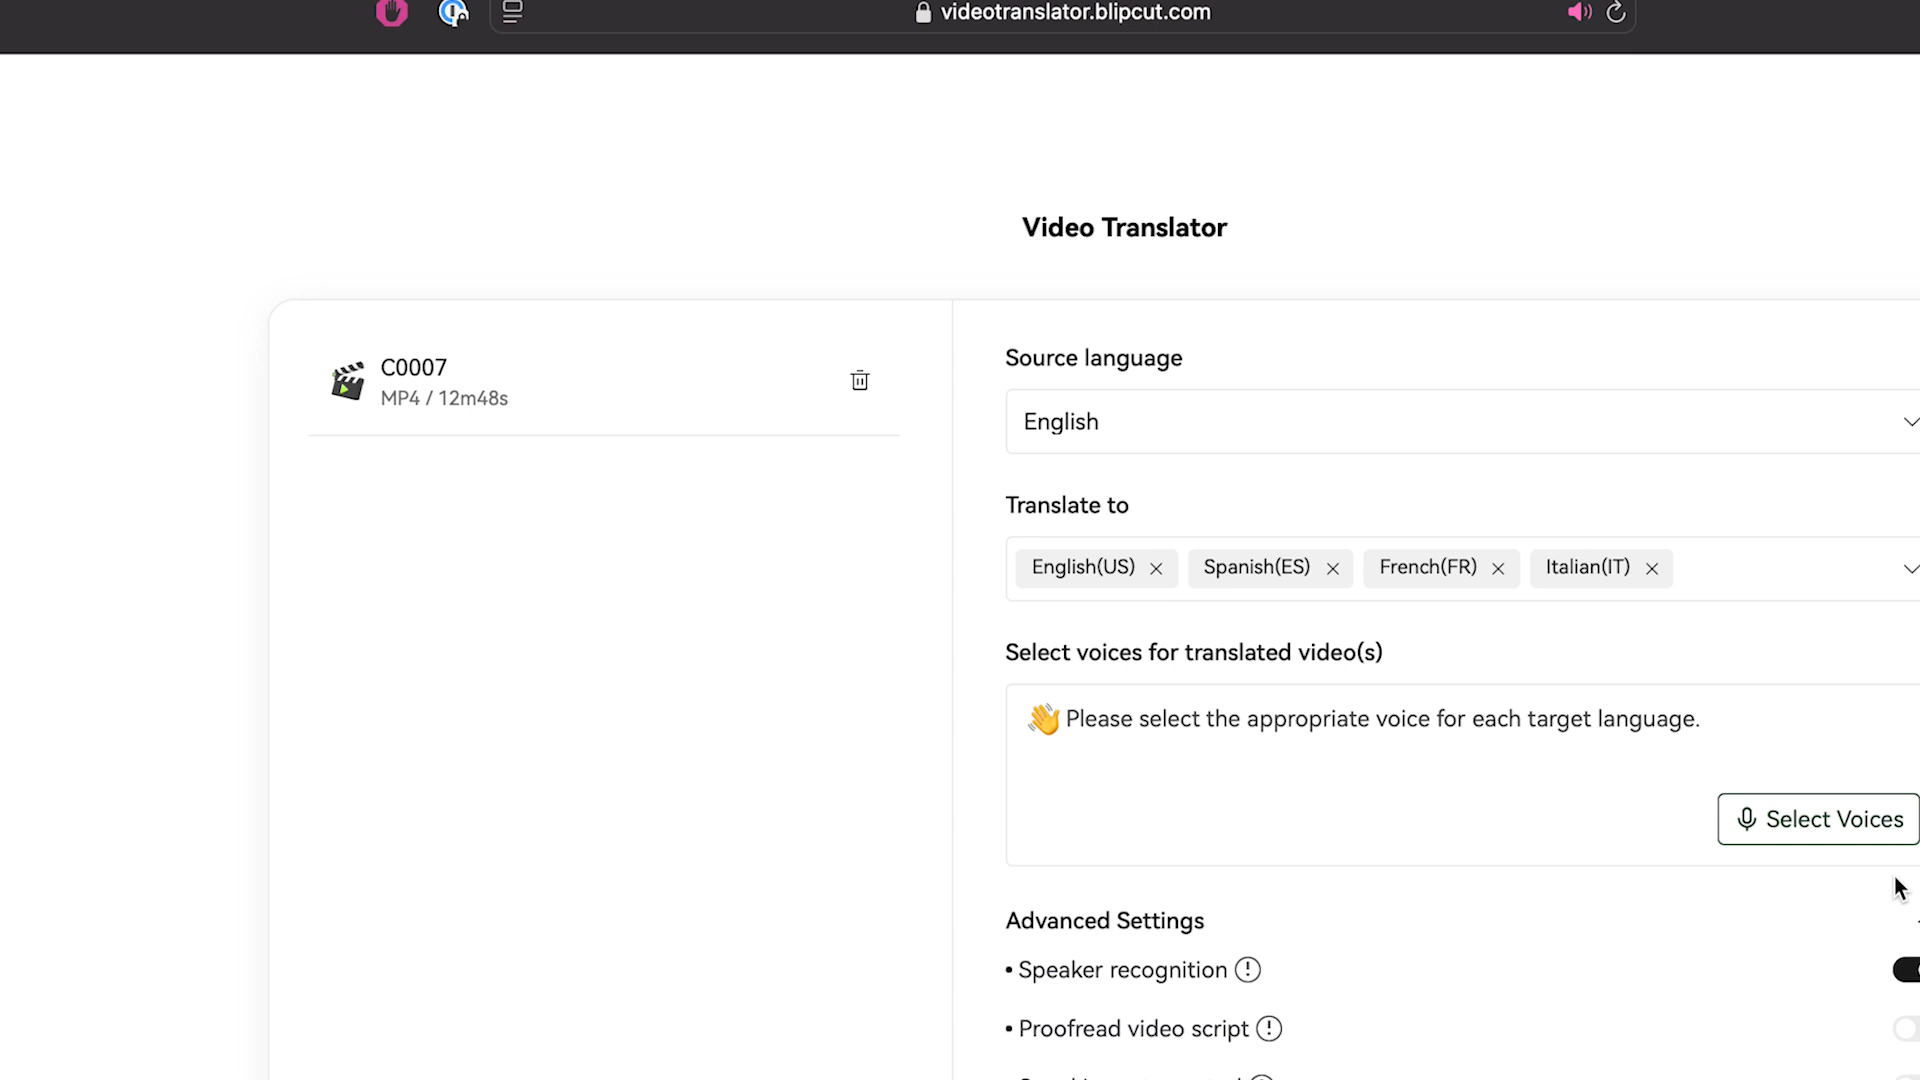 videotranslator.blipcut.com
Video Translator
C0007
MP4 / 12m48s
Source language
English
Translate to
English(US) Spanish(ES) French(FR) Italian(IT)
Select voices for translated video(s)
👋 Please select the appropriate voice for each target language.
Select Voices
Advanced Settings
• Speaker recognition
• Proofread video script